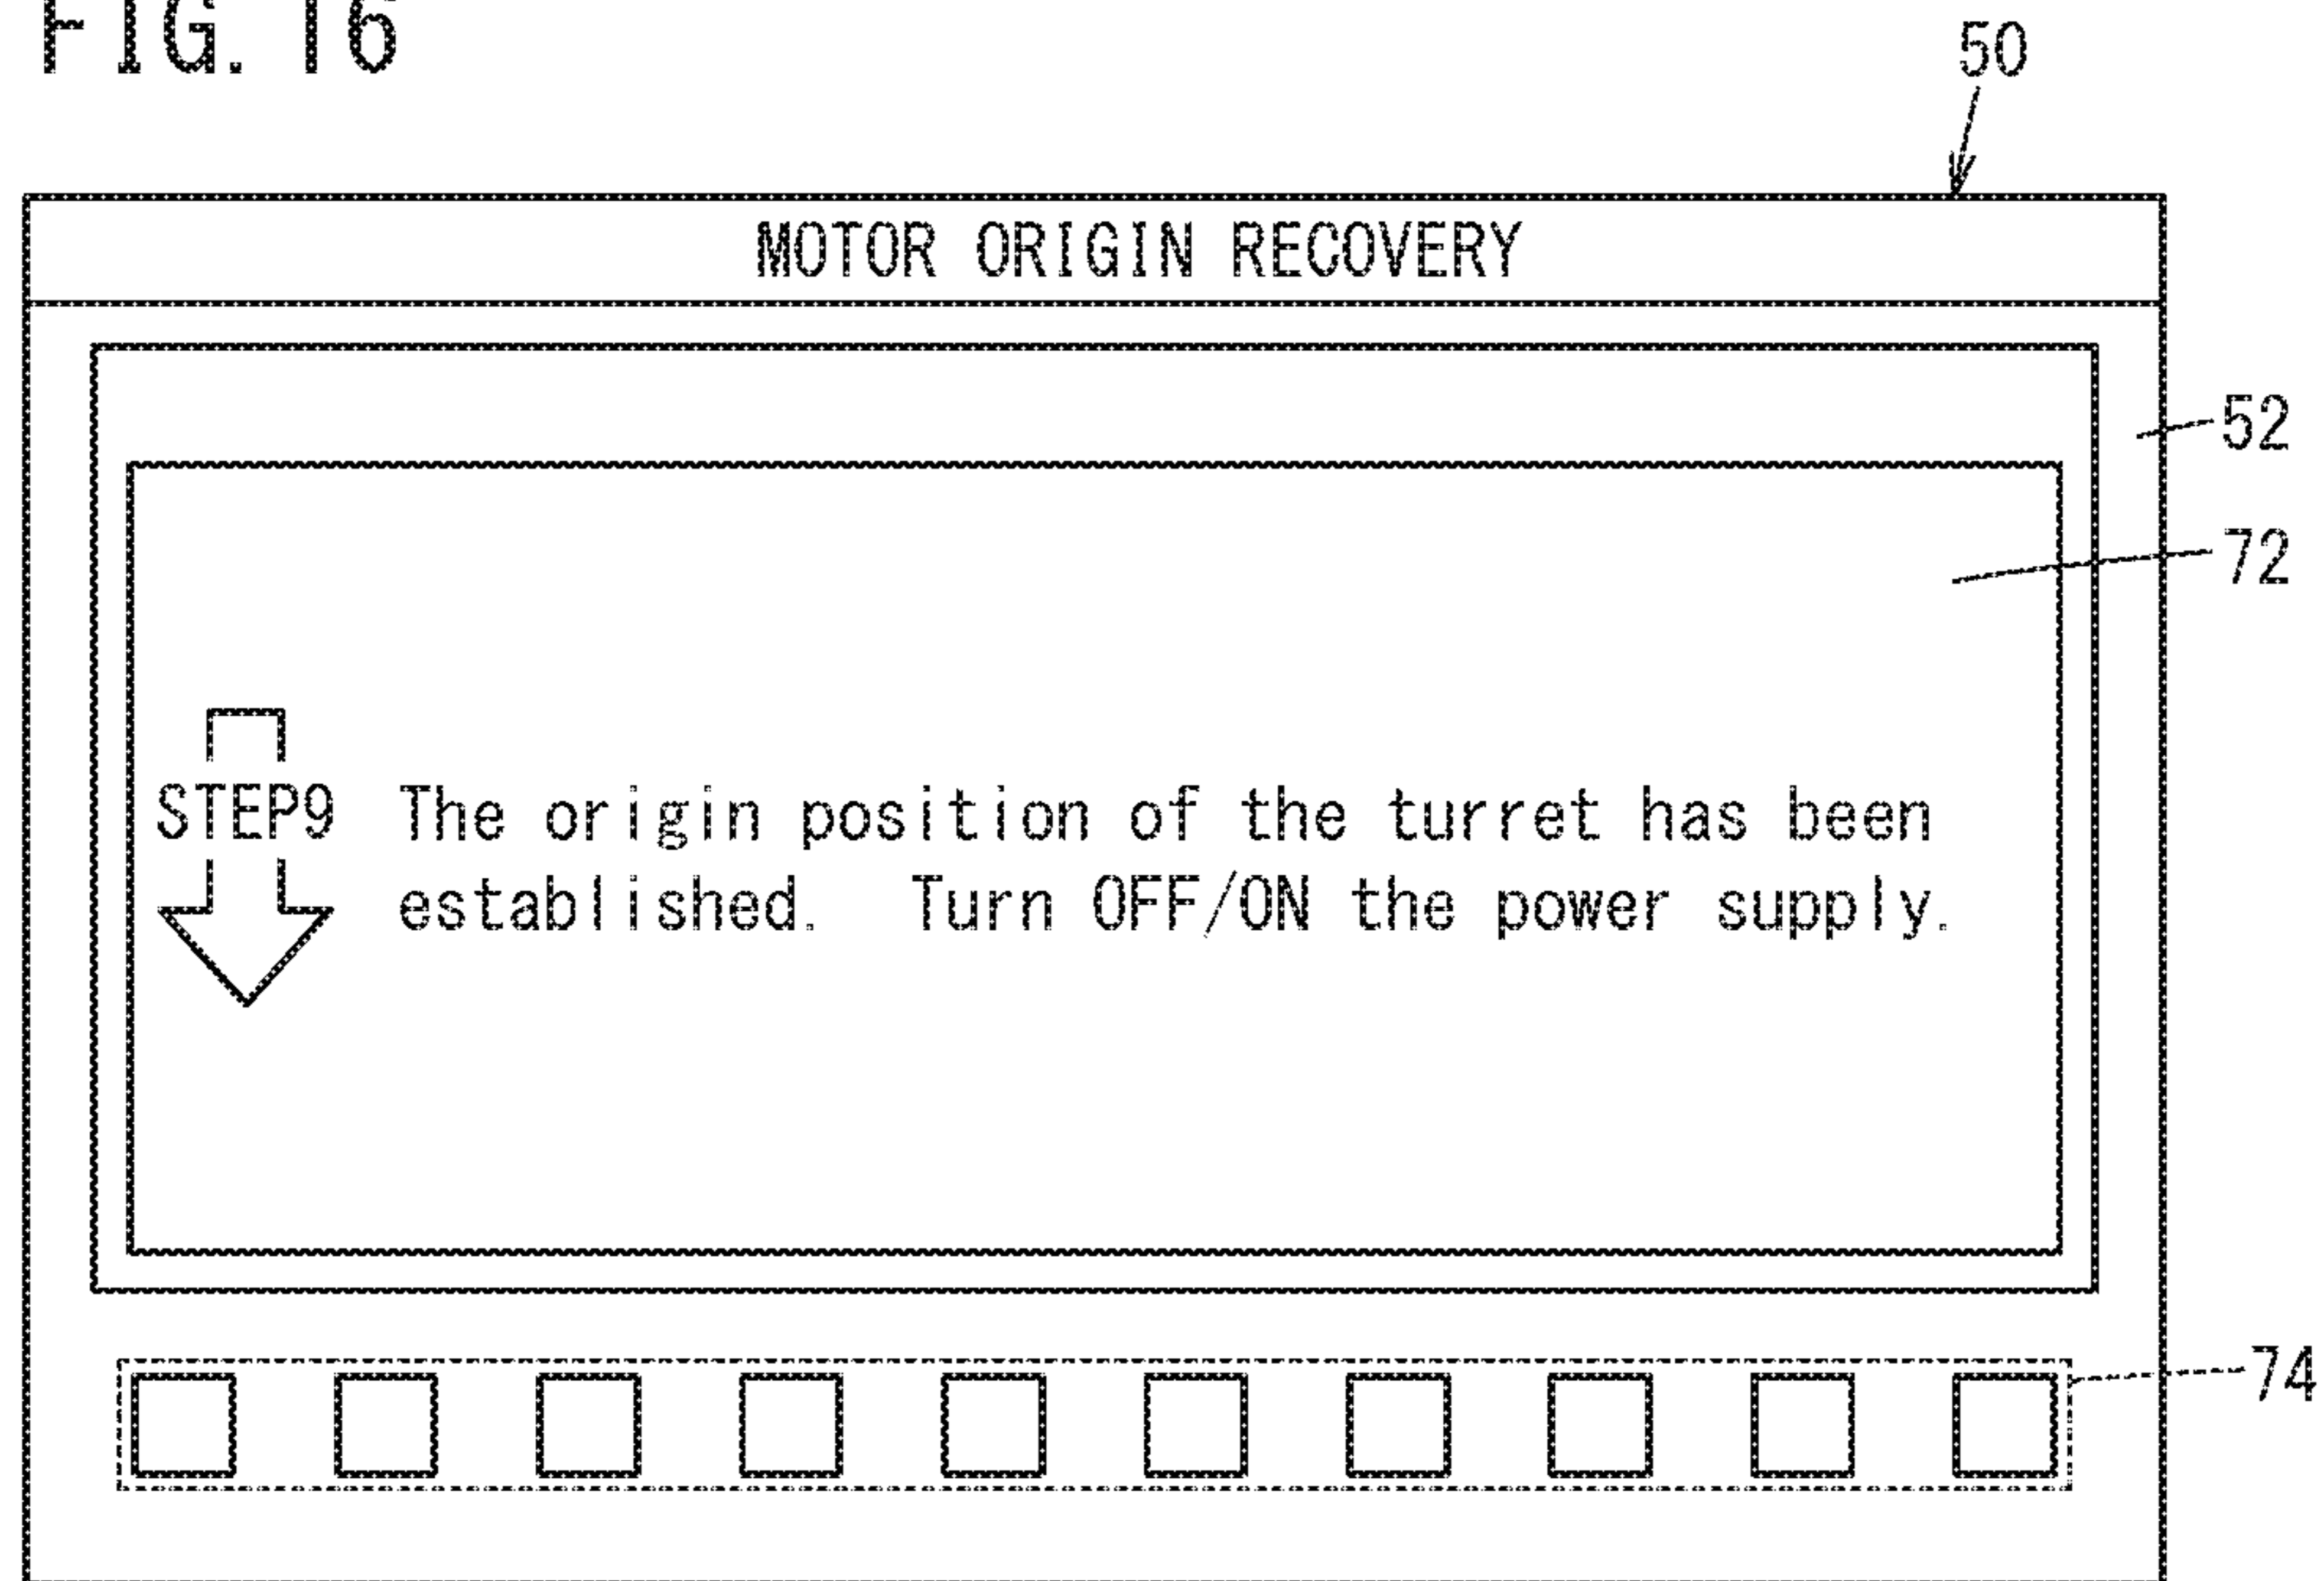 FIG. 16
50
MOTOR ORIGIN RECOVERY
52
72
STEP9 The origin position of the turret has been
established. Turn OFF/ON the power supply.
74